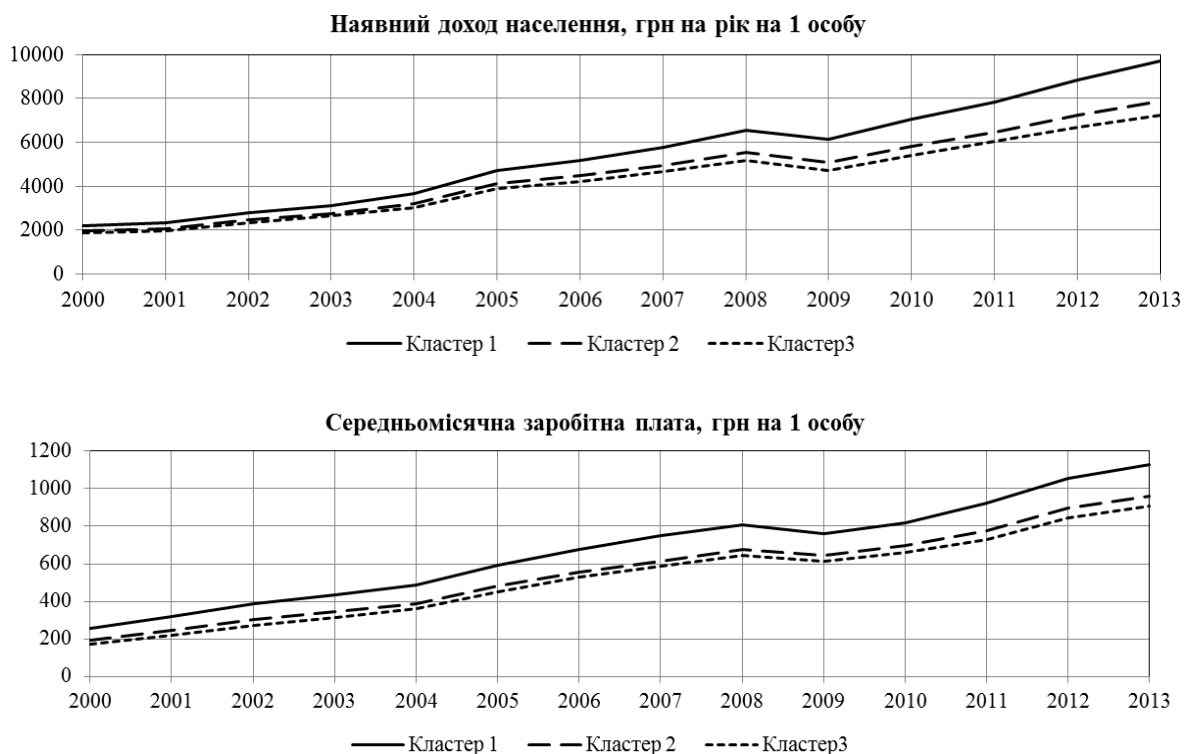 Наявний доход населення, грн на рік на 1 особу
10000
8000
6000
4000
2000
0
2000 2001 2002 2003 2004 2005 2006 2007 2008 2009 2010 2011 2012 2013
Кластер 1 Кластер 2 Кластер3
Середньомісячна заробітна плата, грн на 1 особу
1200
1000
800
600
400
200
0
2000 2001 2002 2003 2004 2005 2006 2007 2008 2009 2010 2011 2012 2013
Кластер 1 Кластер 2 Кластер3